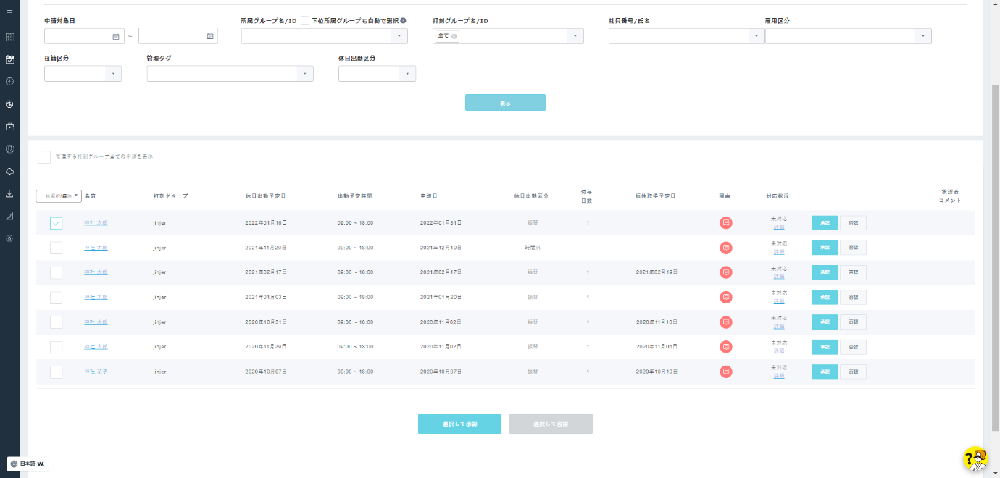 申請対象日
所属グループ名/ID 下位所属グループも自動で選択 ?
打刻グループ名/ID
社員番号/氏名
雇用区分
~
全て
在籍区分
管理タグ
休日出勤区分
表示
管理する打刻グループ全ての申請を表示
一括選択/解除 名前 打刻グループ 休日出勤予定日 出勤予定時間 申請日 休日出勤区分 付与日数 振休取得予定日 理由 対応状況 承認者コメント
神社 太郎 jinjer 2022年01月16日 09:00 ~ 18:00 2022年01月31日 振替 1 未対応 詳細 承認 否認
神社 太郎 jinjer 2021年11月20日 09:00 ~ 18:00 2021年12月10日 時間外 未対応 詳細 承認 否認
神社 太郎 jinjer 2021年02月17日 09:00 ~ 18:00 2021年02月17日 振替 1 2021年02月19日 未対応 詳細 承認 否認
神社 太郎 jinjer 2021年01月03日 09:00 ~ 18:00 2021年01月20日 振替 1 未対応 詳細 承認 否認
神社 太郎 jinjer 2020年10月31日 09:00 ~ 18:00 2020年11月02日 振替 1 2020年11月10日 未対応 詳細 承認 否認
神社 太郎 jinjer 2020年11月29日 09:00 ~ 18:00 2020年11月02日 振替 1 2020年11月06日 未対応 詳細 承認 否認
神社 花子 jinjer 2020年10月07日 09:00 ~ 18:00 2020年10月07日 振替 1 2020年10月10日 未対応 詳細 承認 否認
選択して承認 選択して否認
日本語 W.
?